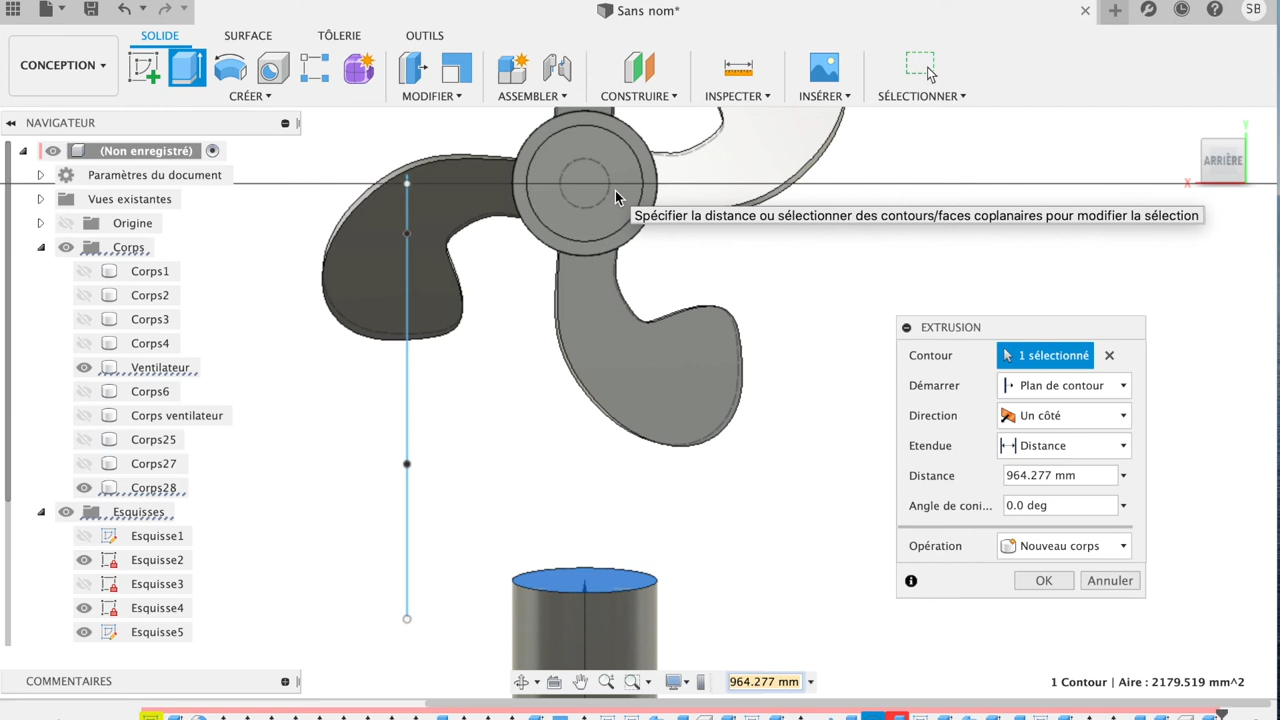 Sans nom*
SB
SOLIDE
SURFACE
TÔLERIE
OUTILS
CONCEPTION
CRÉER
MODIFIER
ASSEMBLER
CONSTRUIRE
INSPECTER
INSÉRER
SÉLECTIONNER
NAVIGATEUR
(Non enregistré)
Paramètres du document
Vues existantes
Origine
Corps
Corps1
Corps2
Corps3
Corps4
Ventilateur
Corps6
Corps ventilateur
Corps25
Corps27
Corps28
Esquisses
Esquisse1
Esquisse2
Esquisse3
Esquisse4
Esquisse5
COMMENTAIRES
Y
ARRIÈRE
X
Spécifier la distance ou sélectionner des contours/faces coplanaires pour modifier la sélection
EXTRUSION
Contour 1 sélectionné
Démarrer Plan de contour
Direction Un côté
Etendue Distance
Distance 964.277 mm
Angle de coni... 0.0 deg
Opération Nouveau corps
OK Annuler
964.277 mm
1 Contour | Aire : 2179.519 mm^2